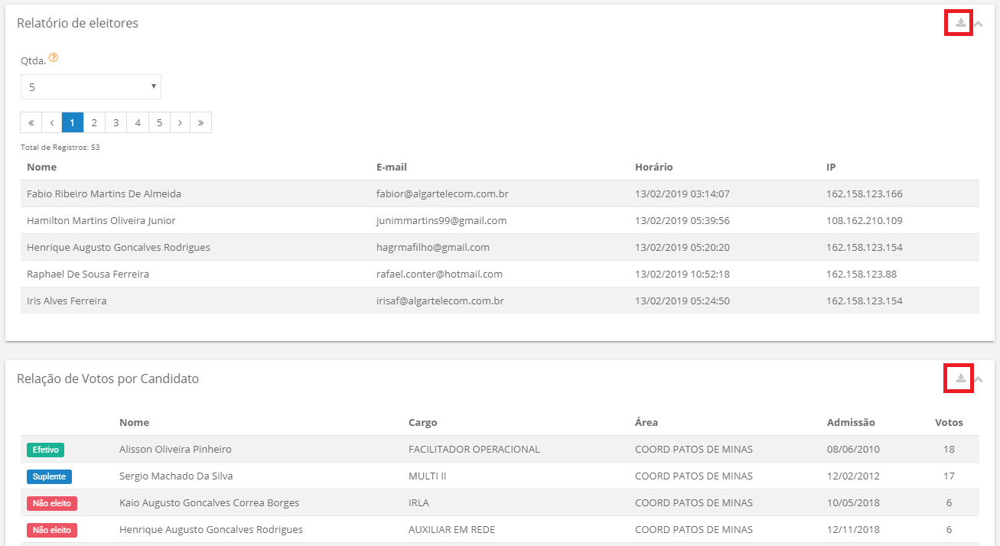 Relatório de eleitores
Qtda.
5
« ‹ 1 2 3 4 5 › »
Total de Registros: 53
Nome E-mail Horário IP
Fabio Ribeiro Martins De Almeida fabior@algartelecom.com.br 13/02/2019 03:14:07 162.158.123.166
Hamilton Martins Oliveira Junior junimmartins99@gmail.com 13/02/2019 05:39:56 108.162.210.109
Henrique Augusto Goncalves Rodrigues hagrmafilho@gmail.com 13/02/2019 05:20:20 162.158.123.154
Raphael De Sousa Ferreira rafael.conter@hotmail.com 13/02/2019 10:52:18 162.158.123.88
Iris Alves Ferreira irisaf@algartelecom.com.br 13/02/2019 05:24:50 162.158.123.154
Relação de Votos por Candidato
Nome Cargo Área Admissão Votos
Efetivo Alisson Oliveira Pinheiro FACILITADOR OPERACIONAL COORD PATOS DE MINAS 08/06/2010 18
Suplente Sergio Machado Da Silva MULTI II COORD PATOS DE MINAS 12/02/2012 17
Não eleito Kaio Augusto Goncalves Correa Borges IRLA COORD PATOS DE MINAS 10/05/2018 6
Não eleito Henrique Augusto Goncalves Rodrigues AUXILIAR EM REDE COORD PATOS DE MINAS 12/11/2018 6